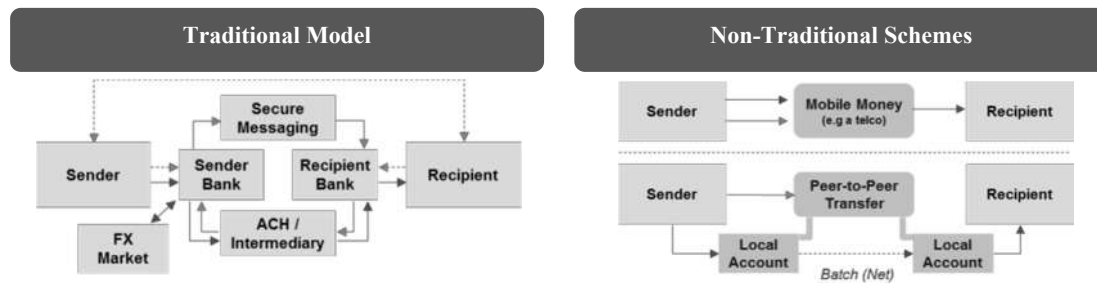 Traditional Model
Secure
Messaging
Sender
Sender
Bank
Recipient
Bank
Recipient
ACH /
Intermediary
FX
Market
Non-Traditional Schemes
Sender
Mobile Money
(e.g a telco)
Recipient
Sender
Peer-to-Peer
Transfer
Recipient
Local
Account
Local
Account
Batch (Net)